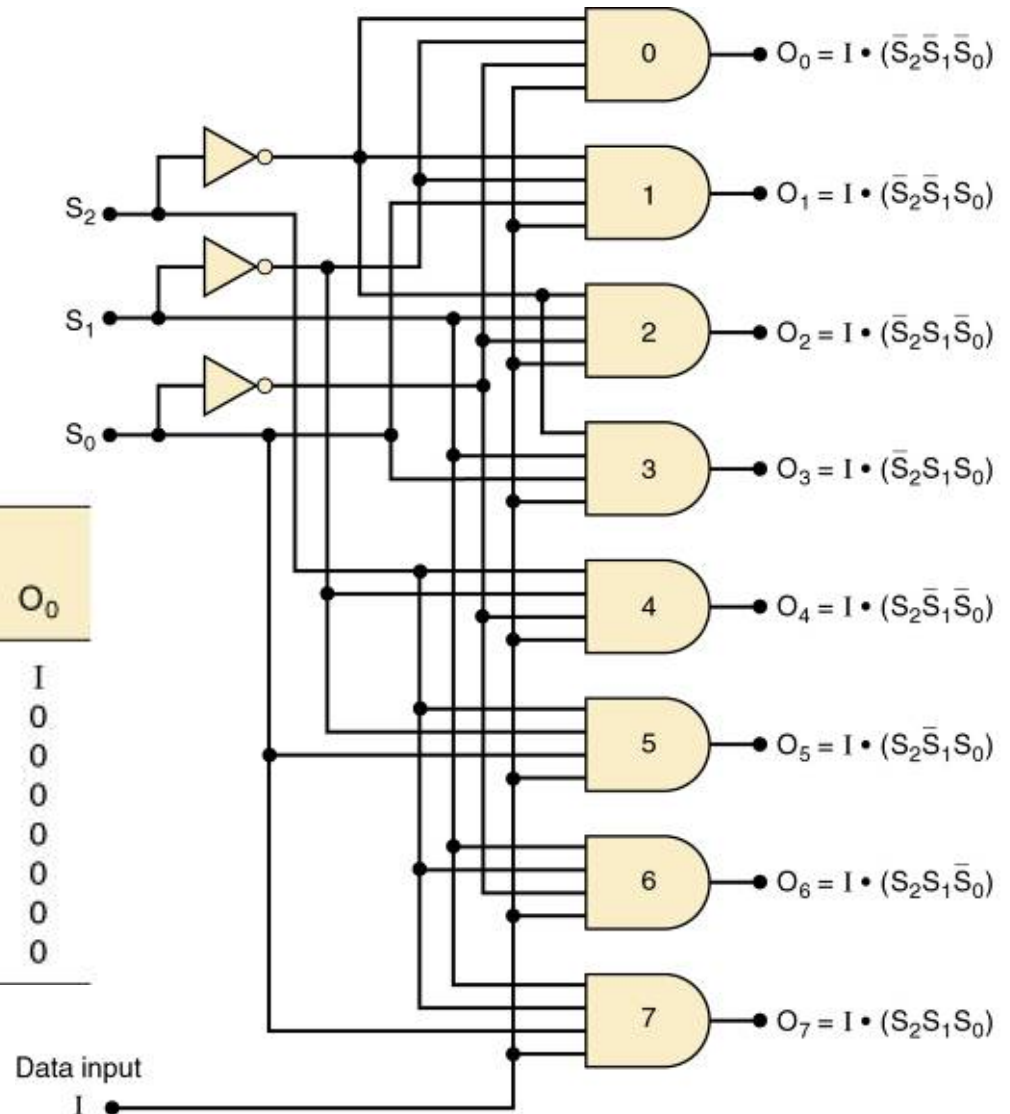 0
O₀ = I • (S̅₂S̅₁S̅₀)
1
O₁ = I • (S̅₂S̅₁S₀)
S₂
S₁
2
O₂ = I • (S̅₂S₁S̅₀)
S₀
3
O₃ = I • (S̅₂S₁S₀)
4
O₄ = I • (S₂S̅₁S̅₀)
5
O₅ = I • (S₂S̅₁S₀)
6
O₆ = I • (S₂S₁S̅₀)
7
O₇ = I • (S₂S₁S₀)
O₀
I
0
0
0
0
0
0
0
Data input
I